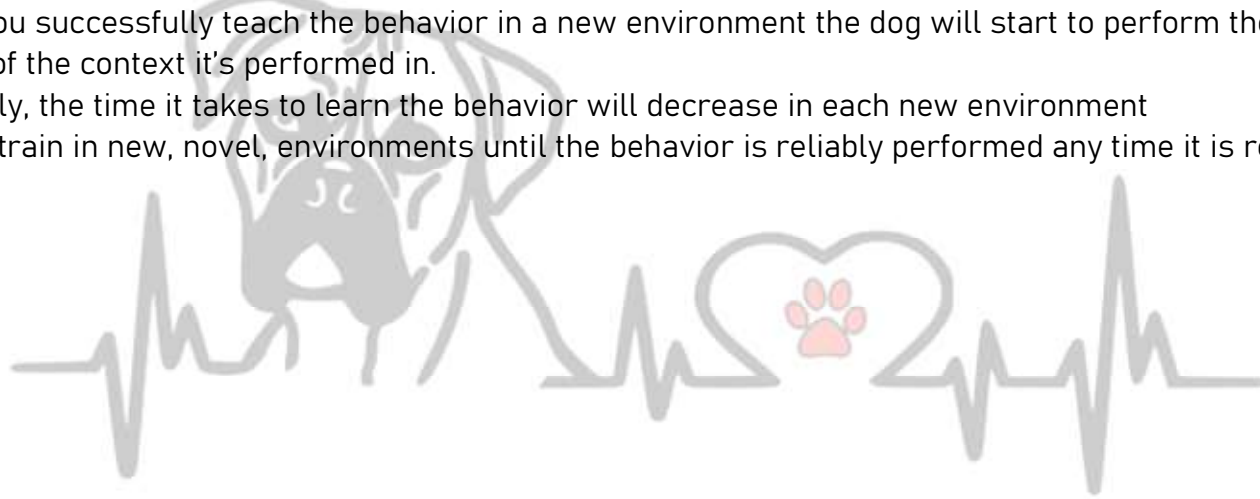 ou successfully teach the behavior in a new environment the dog will start to perform the
of the context it's performed in.
ly, the time it takes to learn the behavior will decrease in each new environment
train in new, novel, environments until the behavior is reliably performed any time it is